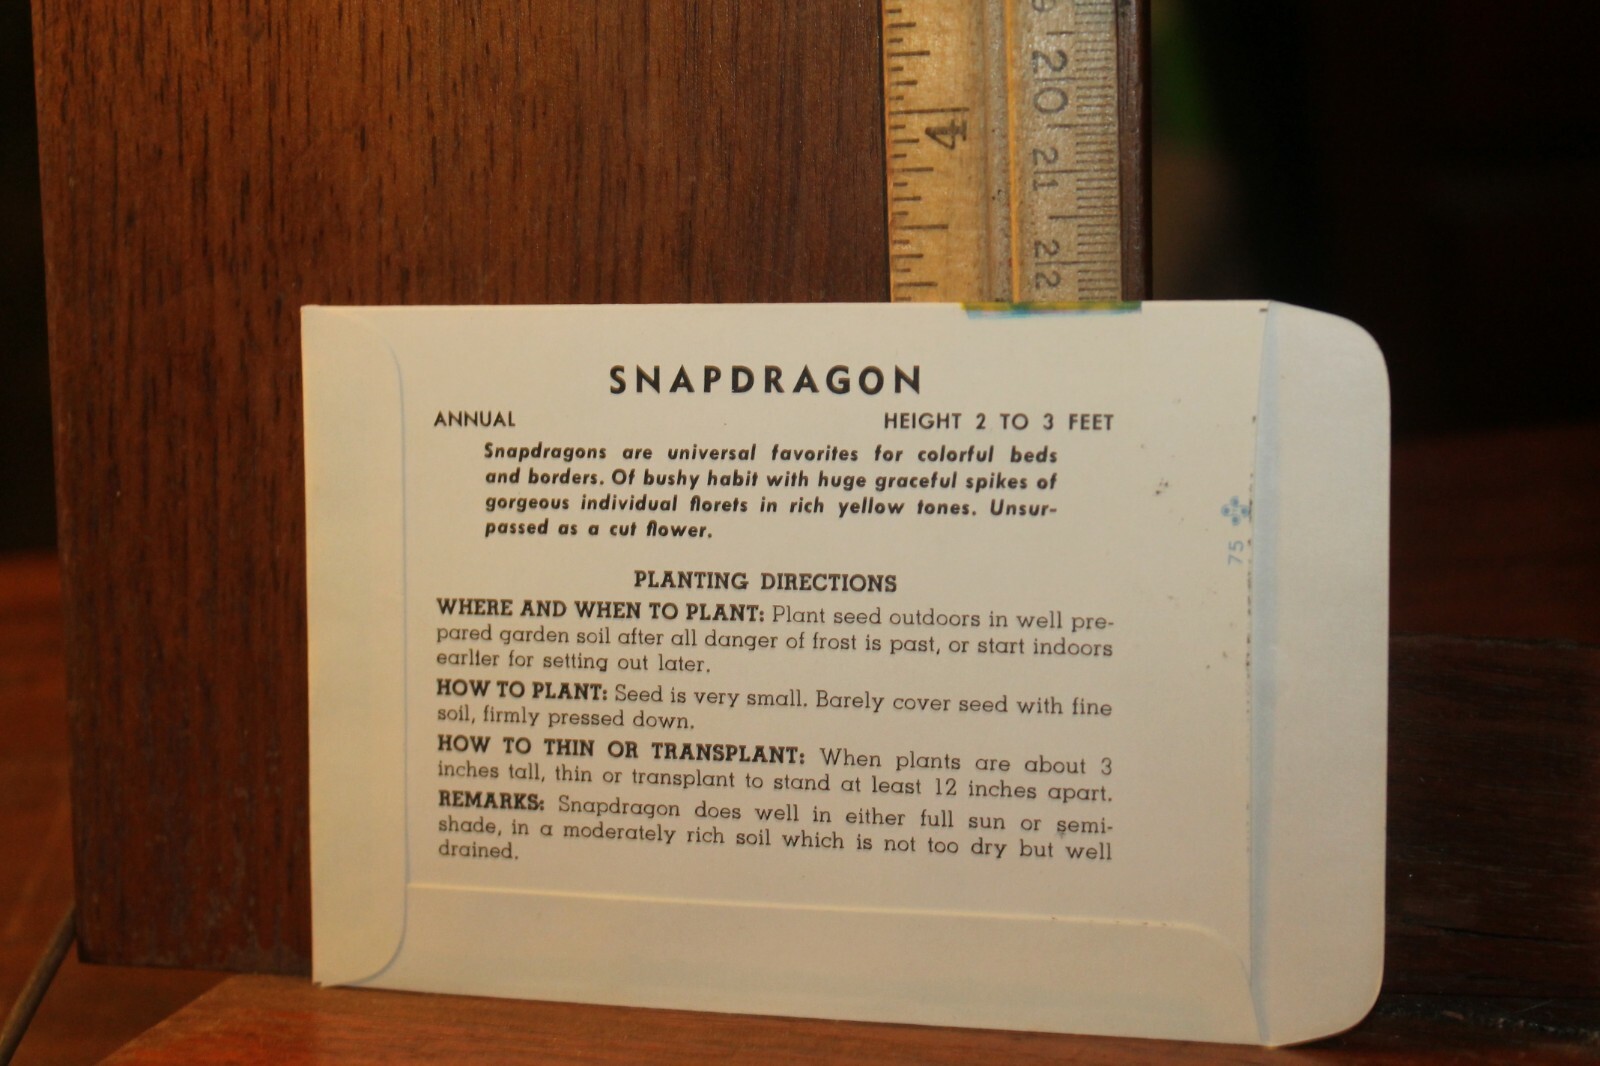 20
4
21
22
SNAPDRAGON
ANNUAL HEIGHT 2 TO 3 FEET
Snapdragons are universal favorites for colorful beds
and borders. Of bushy habit with huge graceful spikes of
gorgeous individual florets in rich yellow tones. Unsur-
passed as a cut flower.
75
PLANTING DIRECTIONS
WHERE AND WHEN TO PLANT: Plant seed outdoors in well pre-
pared garden soil after all danger of frost is past, or start indoors
earlier for setting out later.
HOW TO PLANT: Seed is very small. Barely cover seed with fine
soil, firmly pressed down.
HOW TO THIN OR TRANSPLANT: When plants are about 3
inches tall, thin or transplant to stand at least 12 inches apart.
REMARKS: Snapdragon does well in either full sun or semi-
shade, in a moderately rich soil which is not too dry but well
drained.